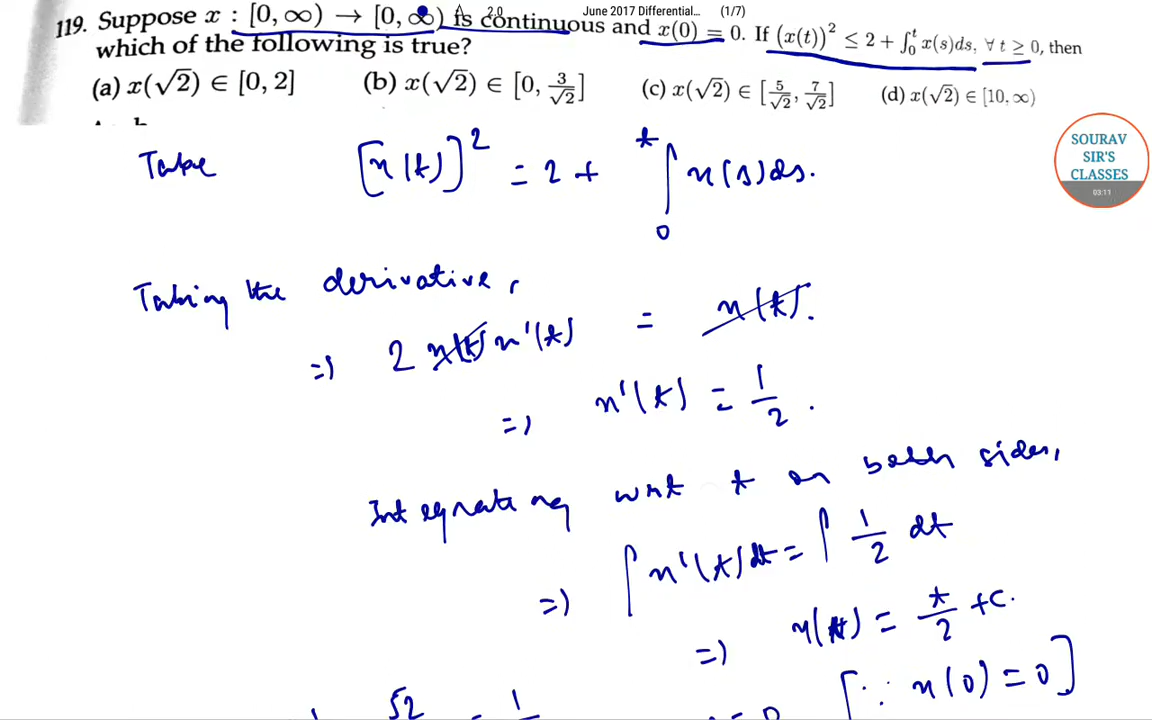 June 2017 Differential... (1/7)
119. Suppose x : [0, ∞) → [0, ∞) is continuous and x(0) = 0. If (x(t))² ≤ 2 + ∫₀ᵗ x(s)ds, ∀ t ≥ 0, then
which of the following is true?
(a) x(√2) ∈ [0, 2] (b) x(√2) ∈ [0, 3/√2] (c) x(√2) ∈ [5/√2, 7/√2] (d) x(√2) ∈ [10, ∞)
SOURAV
SIR'S
CLASSES
03:11
Take [x(t)]² = 2 + ∫₀ᵗ x(s)ds.
Taking the derivative,
=) 2 x(t) x'(t) = x(t).
=) x'(t) = 1/2.
Integrating wrt t on both sides,
=) ∫ x'(t) dt = ∫ 1/2 dt
=) x(t) = t/2 + C.
[∵ x(0) = 0]